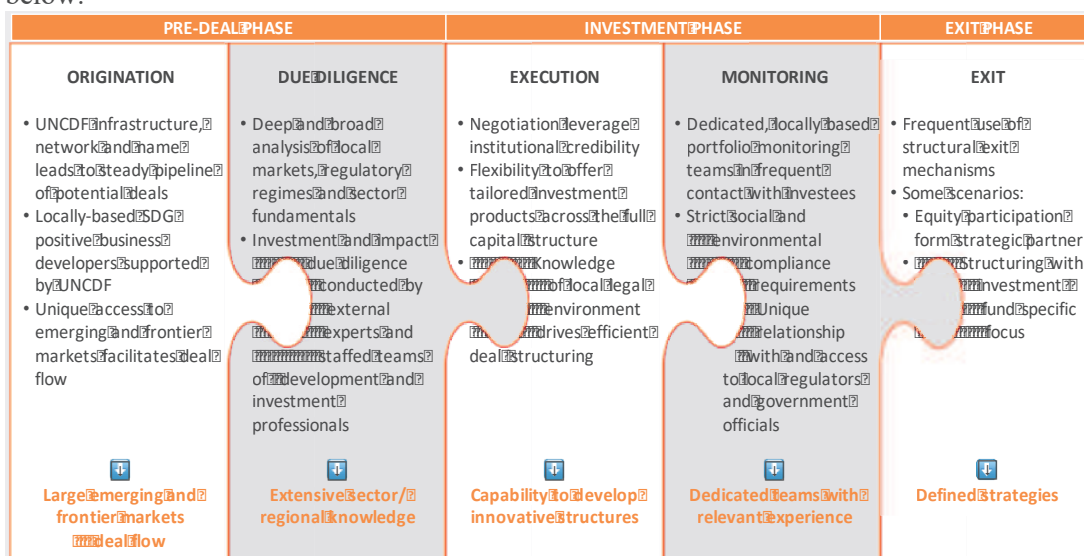 below.
PRE-DEAL PHASE
INVESTMENT PHASE
EXIT PHASE
ORIGINATION
• UNCDF infrastructure,
network and name
leads to steady pipeline
of potential deals
• Locally-based SDG
positive business
developers supported
by UNCDF
• Unique access to
emerging and frontier
markets facilitates deal
flow
Large emerging and
frontier markets
deal flow
DUE DILIGENCE
• Deep and broad
analysis of local
markets, regulatory
regimes and sector
fundamentals
• Investment and impact
due diligence
conducted by
external
experts and
staffed teams
of development and
investment
professionals
Extensive sector/
regional knowledge
EXECUTION
• Negotiation leverage
institutional credibility
• Flexibility to offer
tailored investment
products across the full
capital structure
• Knowledge
of local legal
environment
drives efficient
deal structuring
Capability to develop
innovative structures
MONITORING
• Dedicated, locally based
portfolio monitoring
teams in frequent
contact with investees
• Strict social and
environmental
compliance
requirements
Unique
relationship
with and access
to local regulators
and government
officials
Dedicated teams with
relevant experience
EXIT
• Frequent use of
structural exit
mechanisms
• Some scenarios:
• Equity participation
form strategic partner
• Structuring with
investment
fund specific
focus
Defined strategies